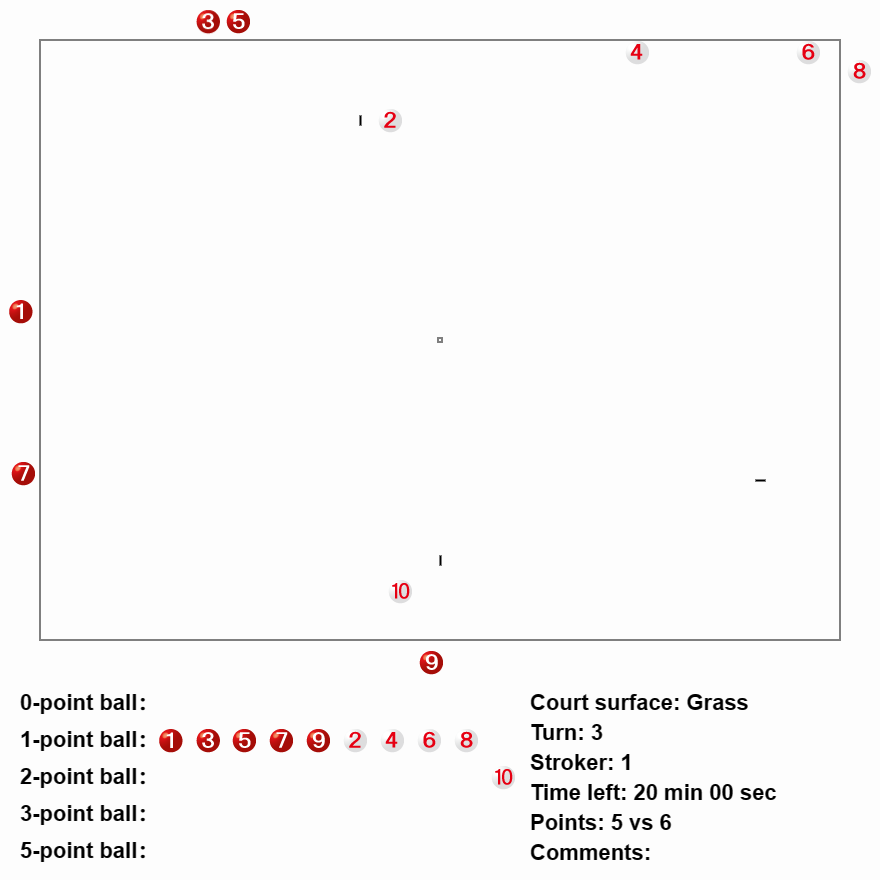 3 5
4 6
8
2
1
7
10
9
0-point ball:
1-point ball: 1 3 5 7 9 2 4 6 8
2-point ball: 10
3-point ball:
5-point ball:
Court surface: Grass
Turn: 3
Stroker: 1
Time left: 20 min 00 sec
Points: 5 vs 6
Comments: